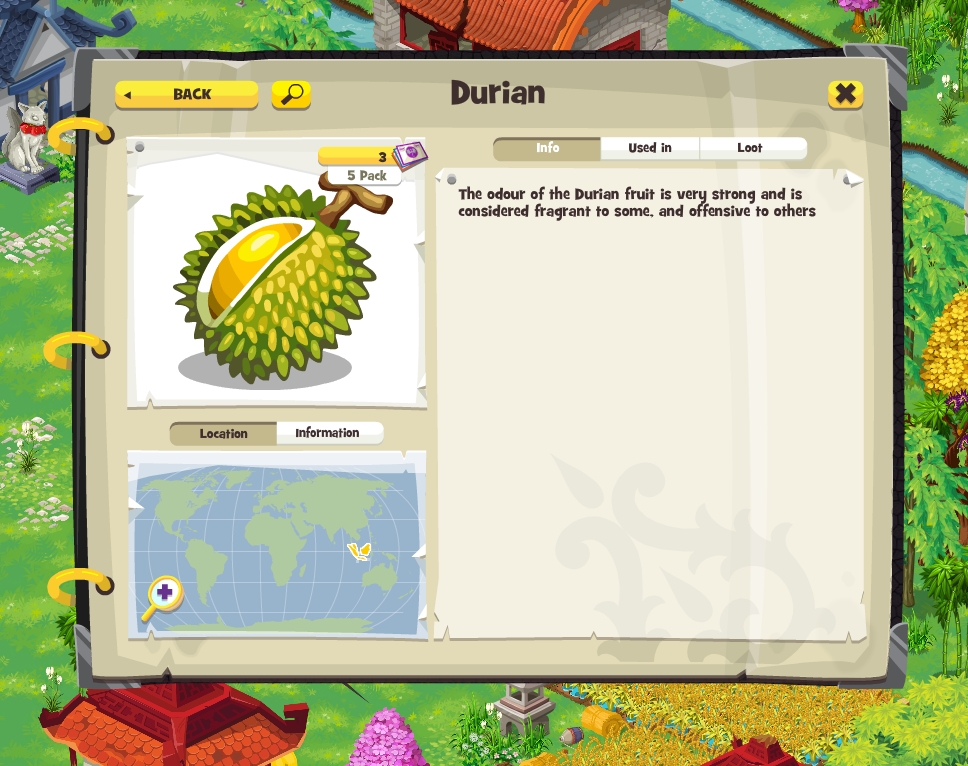 BACK
Durian
3
5 Pack
Info
Used in
Loot
The odour of the Durian fruit is very strong and is
considered fragrant to some, and offensive to others
Location
Information